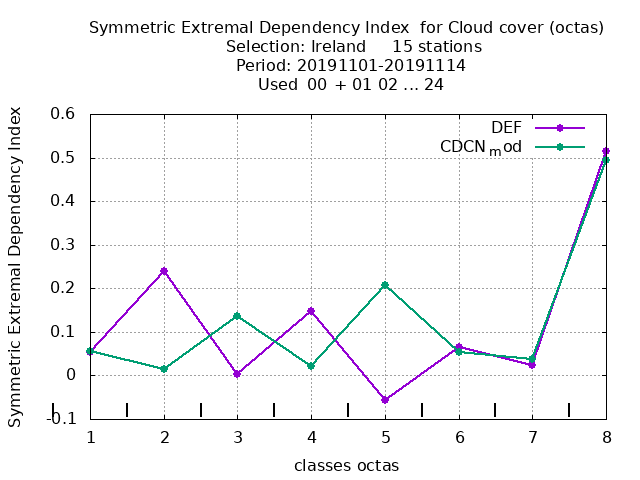 Symmetric Extremal Dependency Index for Cloud cover (octas)
Selection: Ireland 15 stations
Period: 20191101-20191114
Used 00 + 01 02 ... 24
DEF
CDCN_mod
Symmetric Extremal Dependency Index
0.6
0.5
0.4
0.3
0.2
0.1
0
-0.1
1 2 3 4 5 6 7 8
classes octas